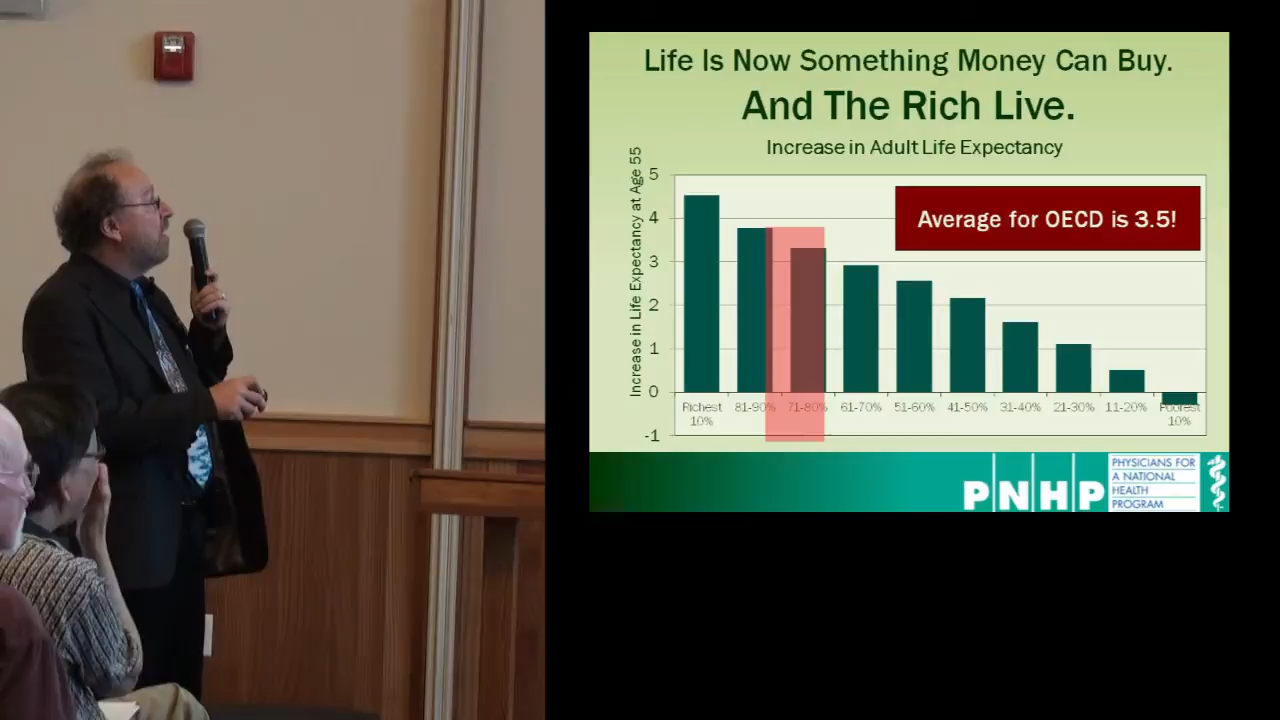 Life Is Now Something Money Can Buy.
And The Rich Live.
Increase in Adult Life Expectancy
Increase in Life Expectancy at Age 55
5
4
3
2
1
0
-1
Average for OECD is 3.5!
Richest 10%
81-90%
71-80%
61-70%
51-60%
41-50%
31-40%
21-30%
11-20%
Poorest 10%
PNHP
PHYSICIANS FOR
A NATIONAL
HEALTH
PROGRAM